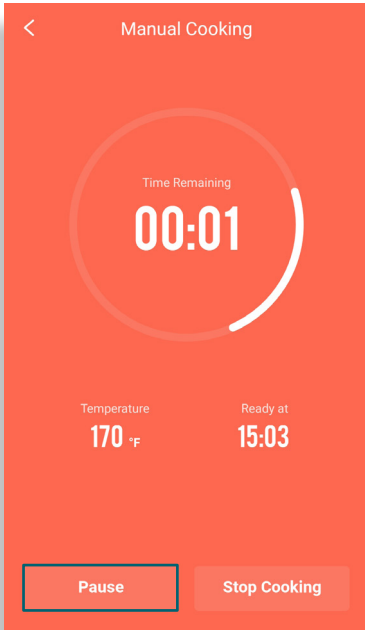 Manual Cooking
Time Remaining
00:01
Temperature
Ready at
170 °F
15:03
Pause
Stop Cooking